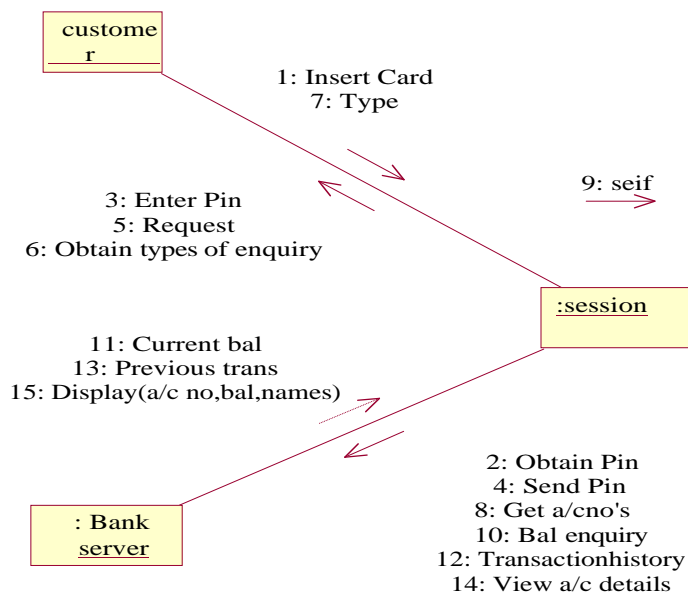 custome
r
1: Insert Card
7: Type
3: Enter Pin
5: Request
6: Obtain types of enquiry
9: seif
:session
11: Current bal
13: Previous trans
15: Display(a/c no,bal,names)
2: Obtain Pin
4: Send Pin
8: Get a/cno's
10: Bal enquiry
12: Transactionhistory
14: View a/c details
: Bank
server